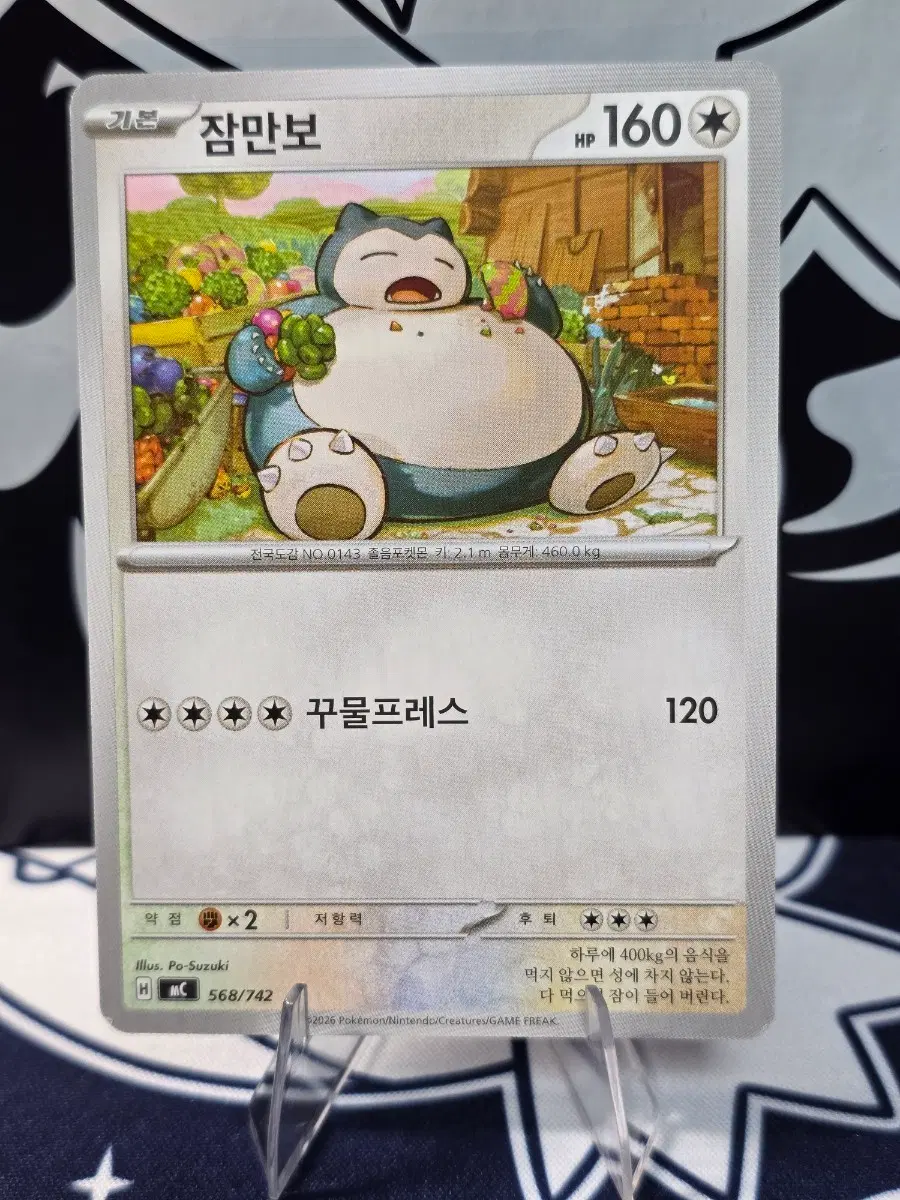 기본 잠만보 HP 160
전국도감 NO.0143 졸음포켓몬 키: 2.1 m 몸무게: 460.0 kg
꾸물프레스 120
약점 ×2 저항력 후퇴
하루에 400kg의 음식을
먹지 않으면 성에 차지 않는다.
다 먹으 잠이 들어 버린다.
Illus. Po-Suzuki
H MC 568/742
©2026 Pokémon/Nintendo/Creatures/GAME FREAK.